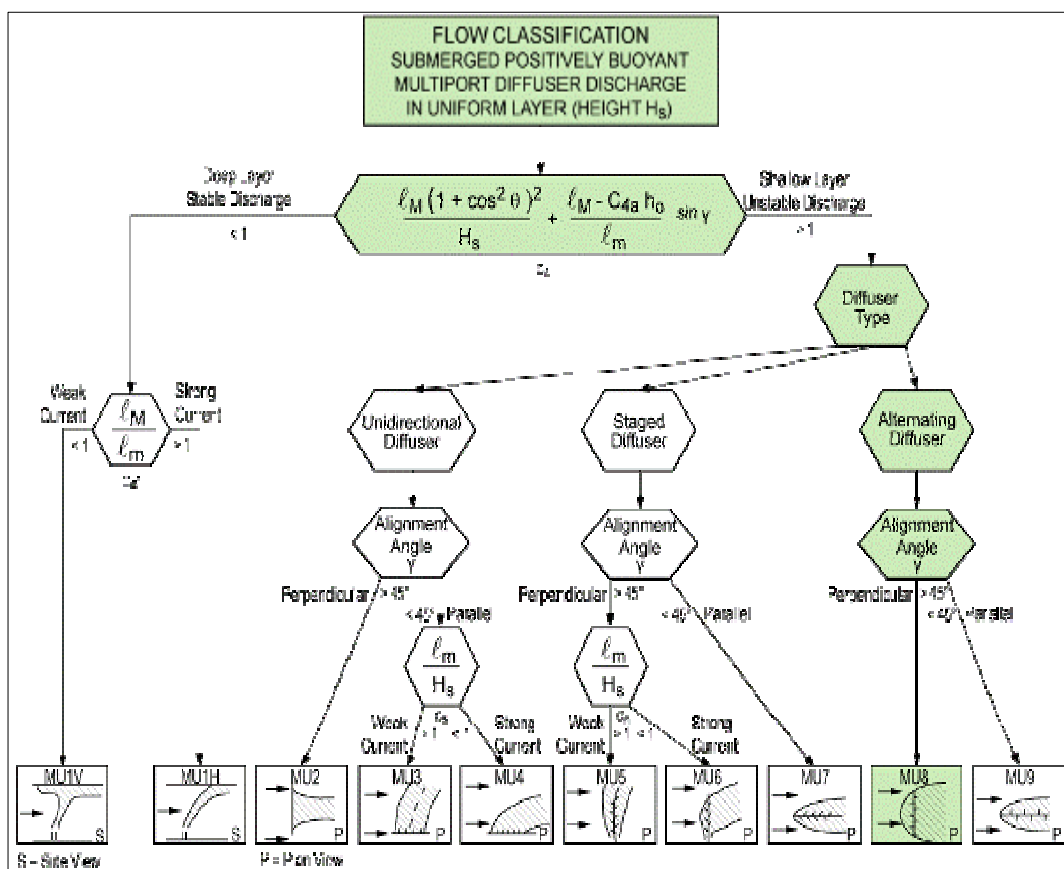 FLOW CLASSIFICATION
SUBMERGED POSITIVELY BUOYANT
MULTIPORT DIFFUSER DISCHARGE
IN UNIFORM LAYER (HEIGHT Hs)
Deep Layer
Stable Discharge
< 1
ℓM (1 + cos² θ)² / Hs + ℓM - C4a h0 / ℓm sin γ
Shallow Layer
Unstable Discharge
> 1
Diffuser
Type
Weak
Current
< 1
ℓM / ℓm
Strong
Current
> 1
Unidirectional
Diffuser
Staged
Diffuser
Alternating
Diffuser
Alignment
Angle
γ
Alignment
Angle
γ
Alignment
Angle
γ
Perpendicular > 45°
Parallel
ℓm / Hs
Perpendicular > 45°
Parallel
ℓm / Hs
Perpendicular > 45°
Parallel
Weak
Current
> 1
< 1
Strong
Current
Weak
Current
> 1
< 1
Strong
Current
MU1V
S
MU1H
S
MU2
P
MU3
P
MU4
P
MU5
P
MU6
P
MU7
P
MU8
P
MU9
P
S = Side View
P = Plan View